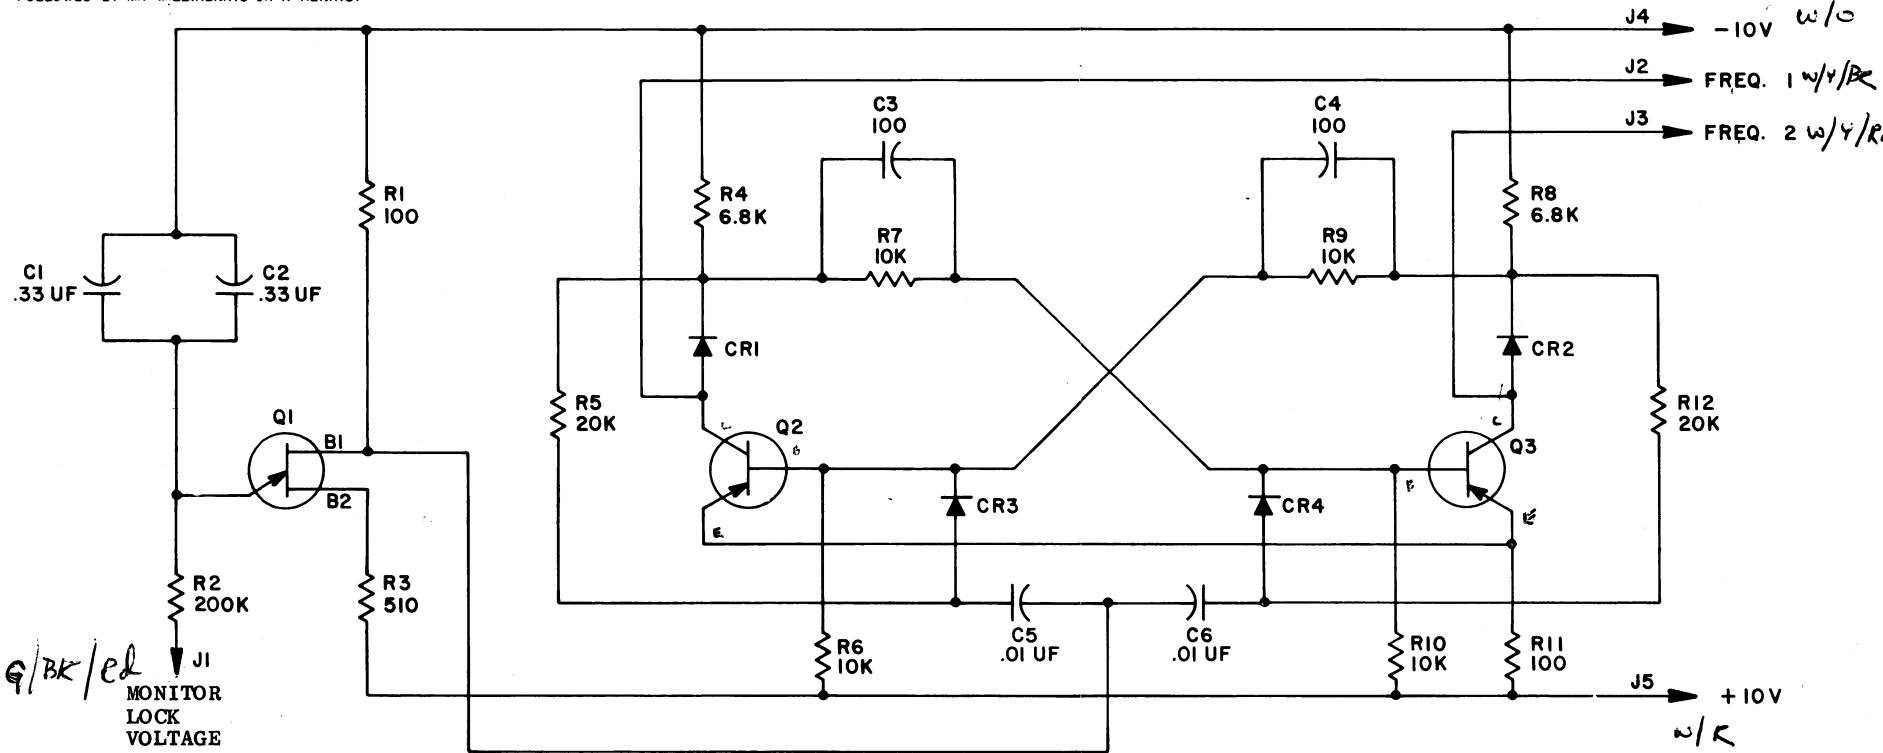 J4
-10V W/O
J2
FREQ. 1 W/Y/BK
J3
FREQ. 2 W/Y/R
C3
100
C4
100
R1
100
R4
6.8K
R8
6.8K
R7
10K
R9
10K
C1
.33 UF
C2
.33 UF
CR1
CR2
R5
20K
R12
20K
Q1
B1
B2
Q2
C
B
E
Q3
C
B
E
CR3
CR4
R2
200K
R3
510
C5
.01 UF
C6
.01 UF
R6
10K
R10
10K
R11
100
G/BK/Rd
J1
MONITOR
LOCK
VOLTAGE
J5
+10V
W/R